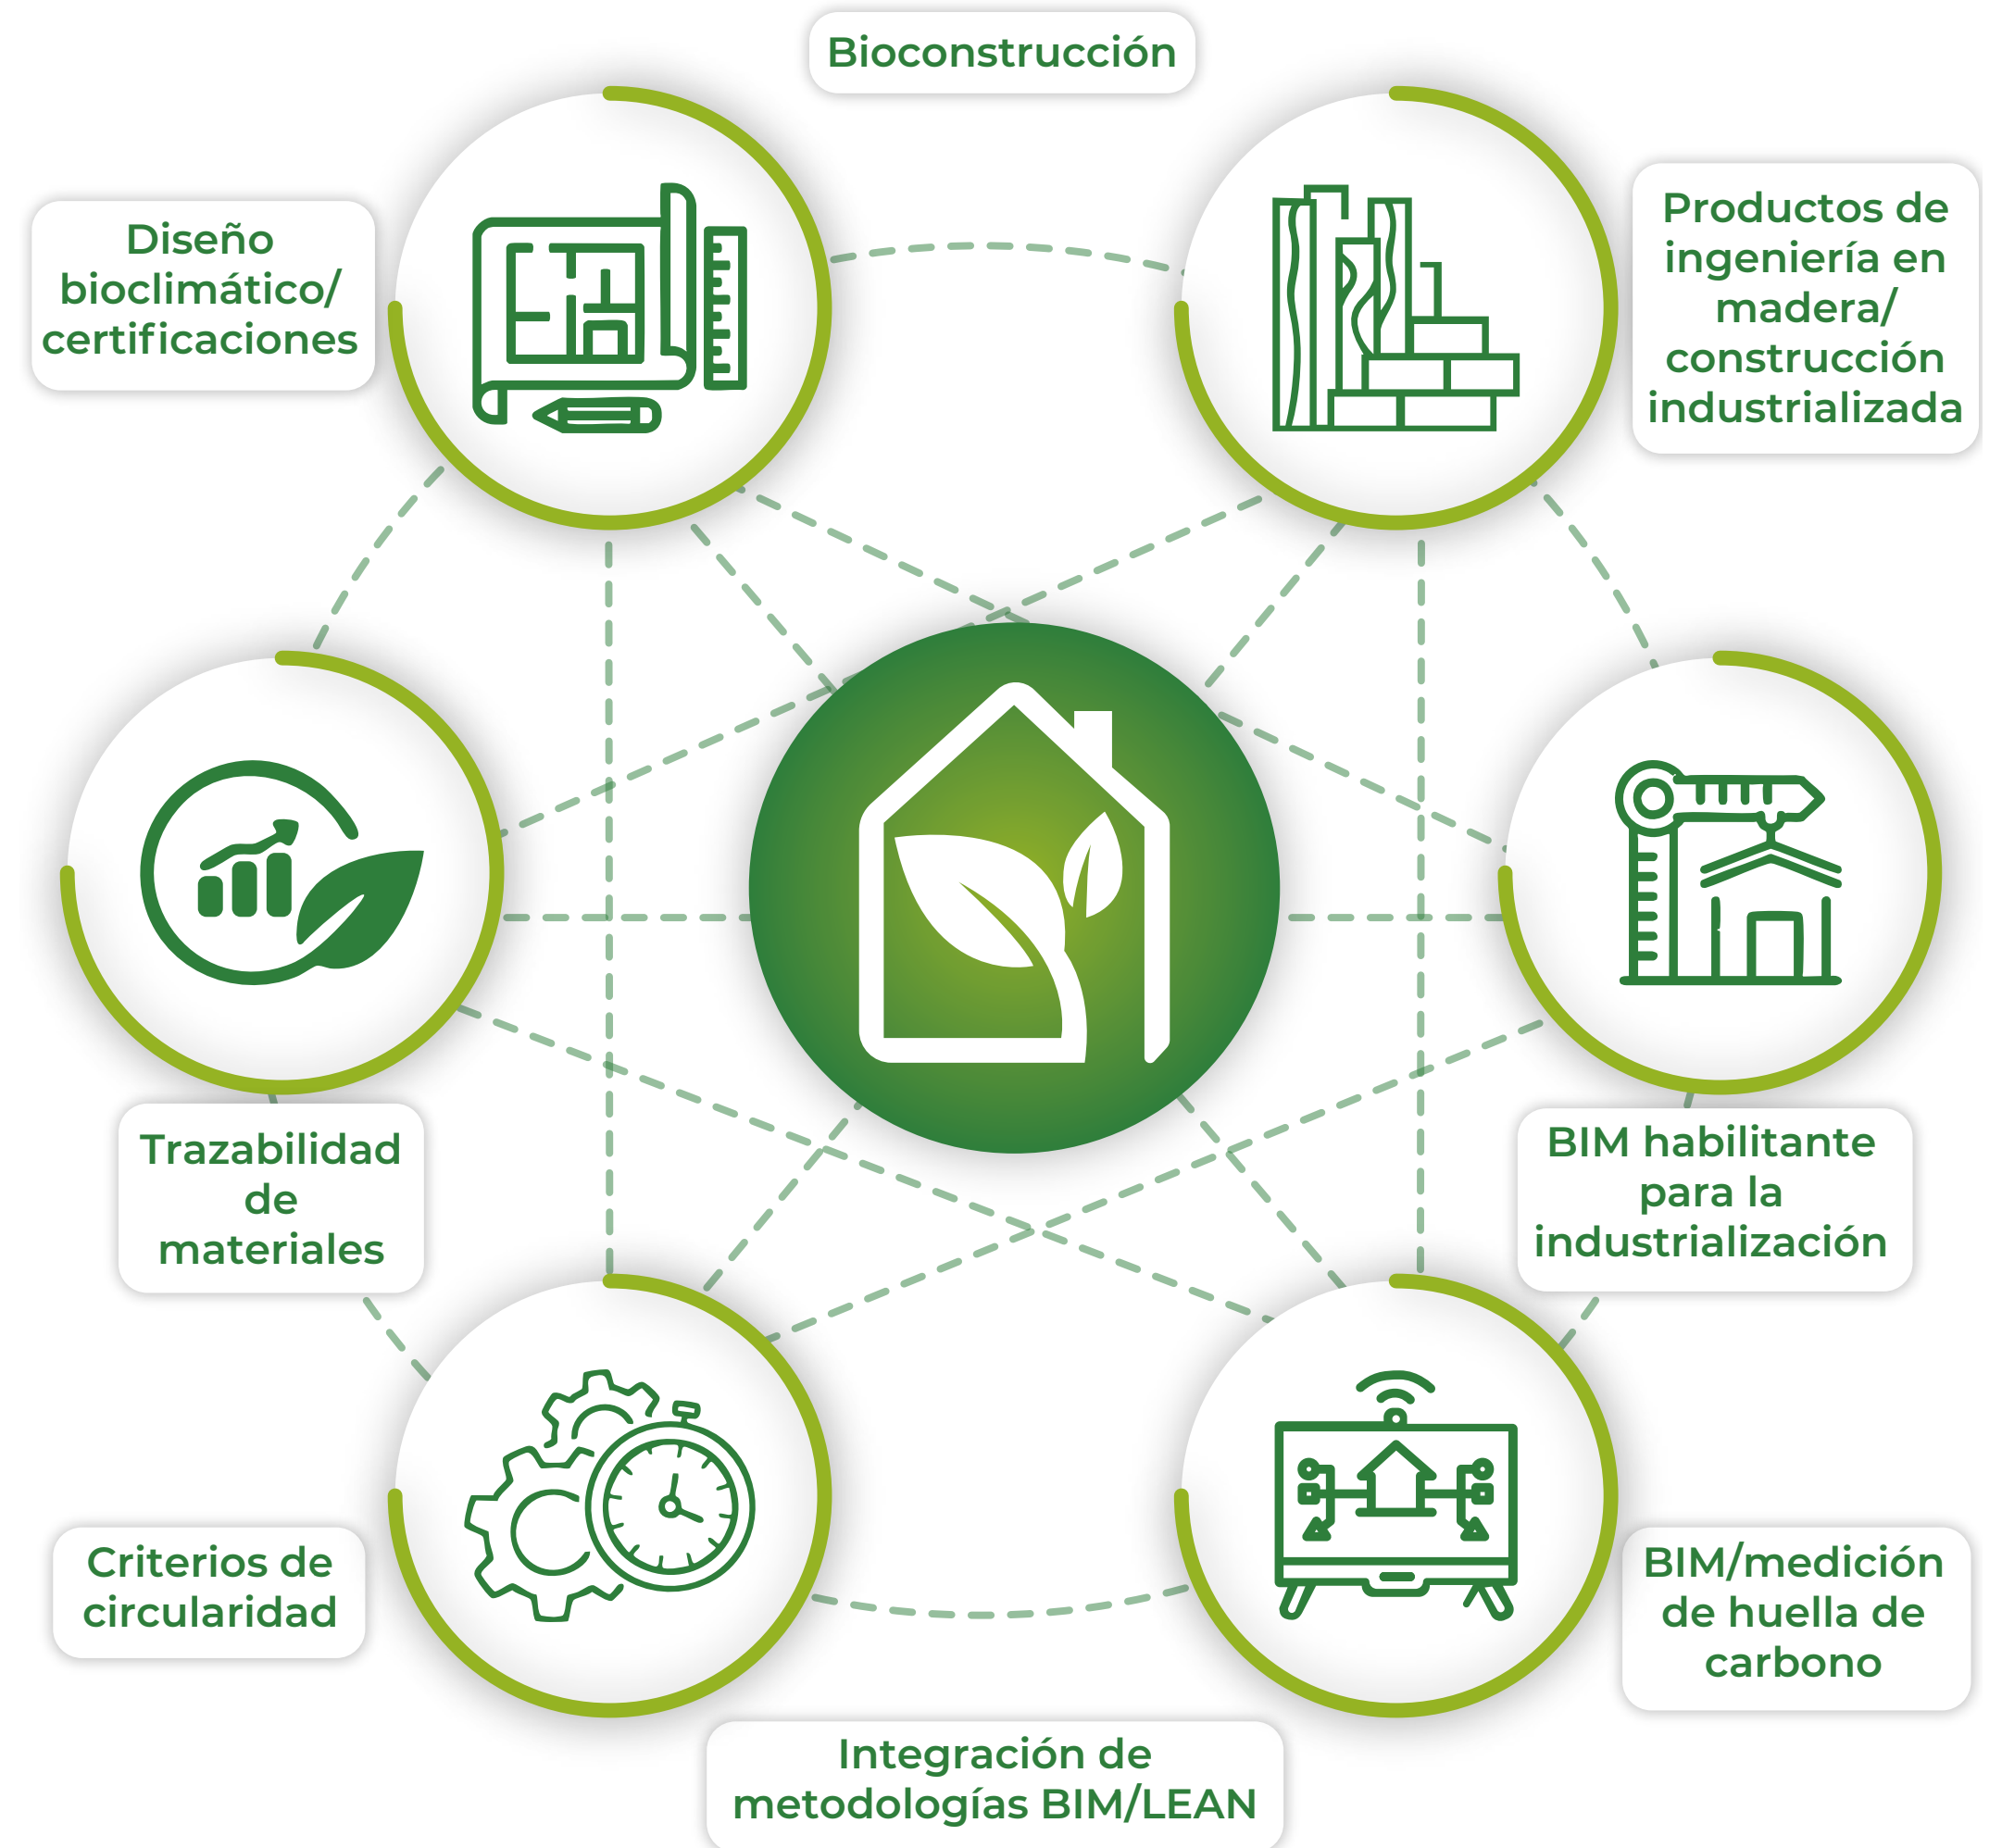 Bioconstrucción
Diseño
bioclimático/
certificaciones
Productos de
ingeniería en
madera/
construcción
industrializada
Trazabilidad
de
materiales
BIM habilitante
para la
industrialización
Criterios de
circularidad
BIM/medición
de huella de
carbono
Integración de
metodologías BIM/LEAN